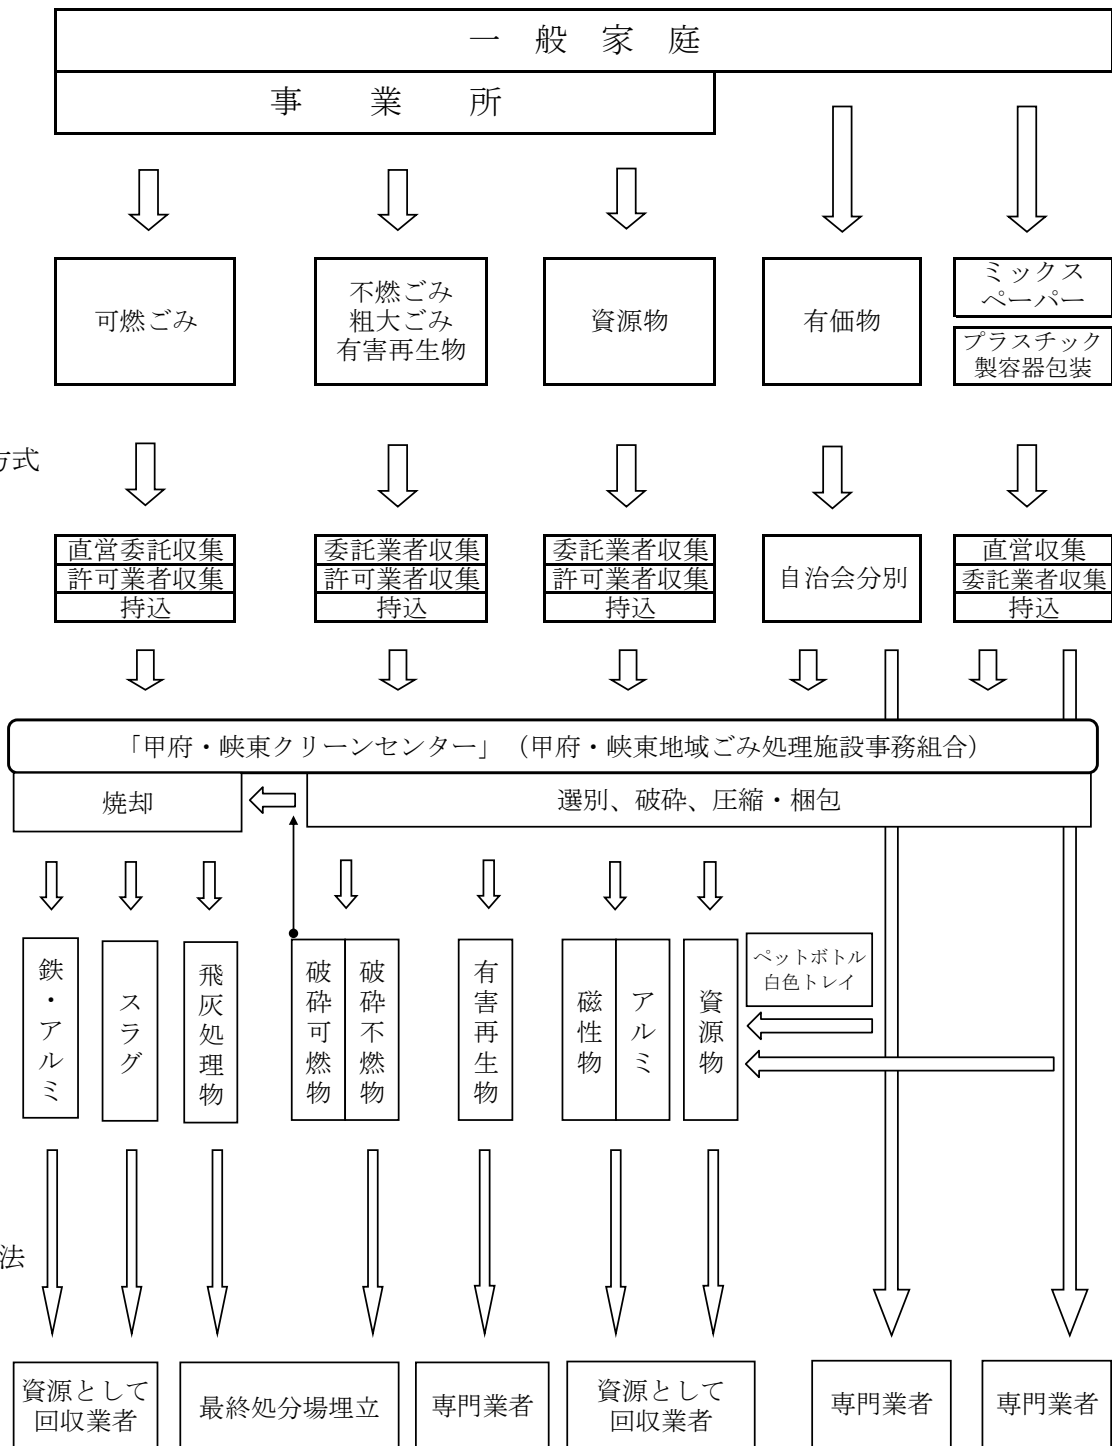 一般家庭
事業所
可燃ごみ
不燃ごみ
粗大ごみ
有害再生物
資源物
有価物
ミックス
ペーパー
プラスチック
製容器包装
方式
直営委託収集
許可業者収集
持込
委託業者収集
許可業者収集
持込
委託業者収集
許可業者収集
持込
自治会分別
直営収集
委託業者収集
持込
「甲府・峡東クリーンセンター」（甲府・峡東地域ごみ処理施設事務組合）
焼却
選別、破砕、圧縮・梱包
鉄・アルミ
スラグ
飛灰処理物
破砕可燃物
破砕不燃物
有害再生物
磁性物
アルミ
資源物
ペットボトル
白色トレイ
法
資源として
回収業者
最終処分場埋立
専門業者
資源として
回収業者
専門業者
専門業者